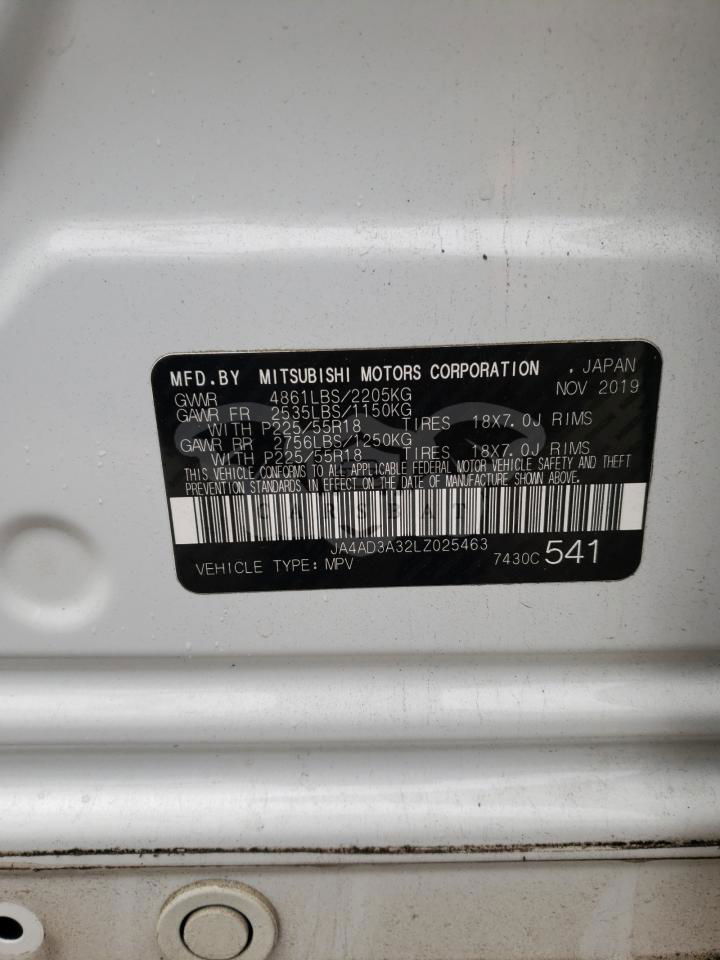 MFD.BY MITSUBISHI MOTORS CORPORATION , JAPAN
GVWR 4861LBS/2205KG NOV 2019
GAWR FR 2535LBS/1150KG
WITH P225/55R18 TIRES 18X7.0J RIMS
GAWR RR 2756LBS/1250KG
WITH P225/55R18 TIRES 18X7.0J RIMS
THIS VEHICLE CONFORMS TO ALL APPLICABLE FEDERAL MOTOR VEHICLE SAFETY AND THEFT
PREVENTION STANDARDS IN EFFECT ON THE DATE OF MANUFACTURE SHOWN ABOVE.
JA4AD3A32LZ025463
VEHICLE TYPE: MPV 7430C 541